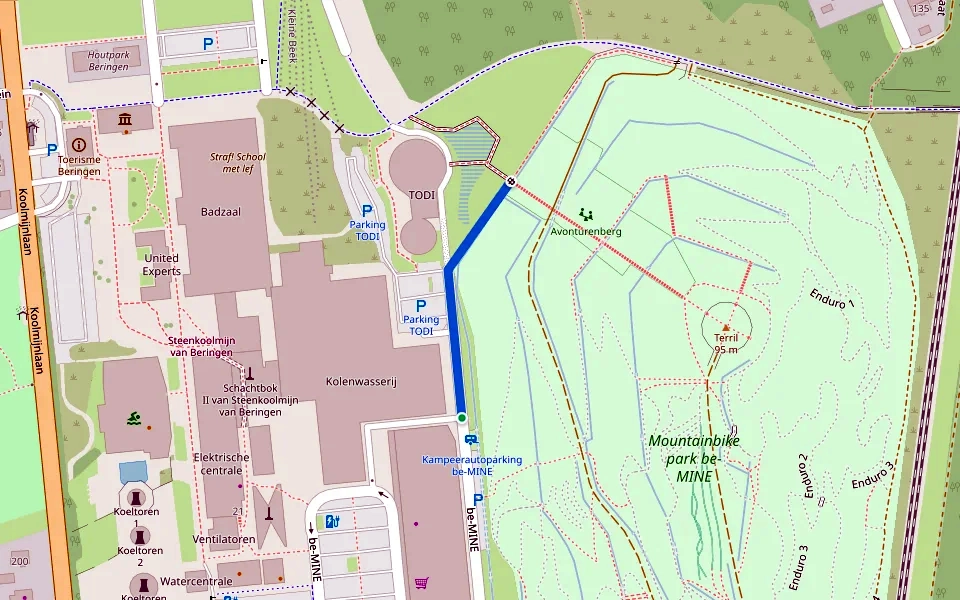 135
aat
P
Kleine Beek
Houtpark
Beringen
ein
P
Toerisme
Beringen
Straf! School
met lef
TODI
Badzaal
P
Parking
TODI
Avonturenberg
Koolmijnlaan
United
Experts
Enduro 1
P
Parking
TODI
Koolmijnlaan
Terril
95 m
Steenkoolmijn
van Beringen
Schachtbok
II van Steenkoolmijn
van Beringen
Kolenwasserij
Mountainbike
park be-
MINE
Kampeerautoparking
be-MINE
Elektrische
centrale
Enduro 2
Enduro 3
P
Koeltoren
1
21
be-MINE
Ventilatoren
Koeltoren
2
be-MINE
200
Enduro 3
Watercentrale
Koeltoren